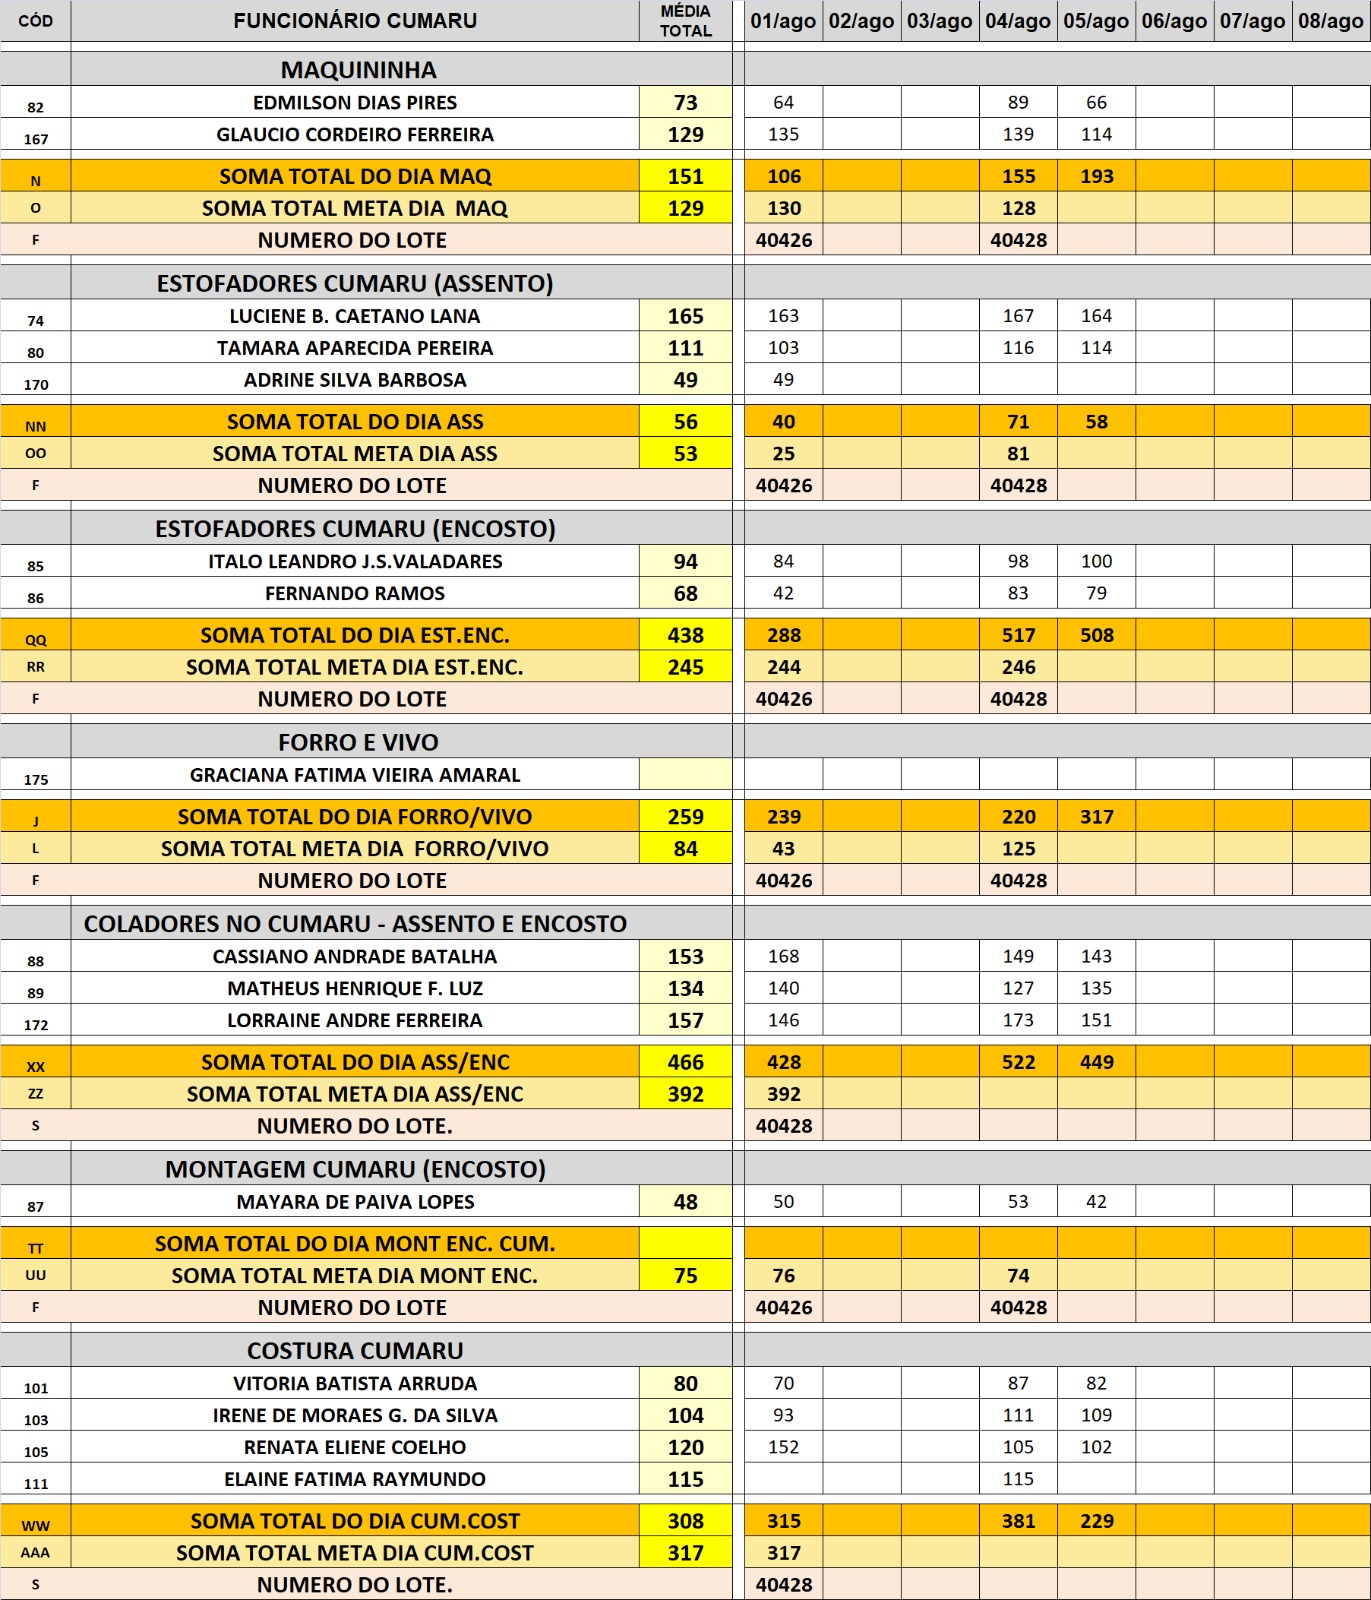 CÓD FUNCIONÁRIO CUMARU MÉDIA TOTAL 01/ago 02/ago 03/ago 04/ago 05/ago 06/ago 07/ago 08/ago
MAQUININHA
82 EDMILSON DIAS PIRES 73 64 89 66
167 GLAUCIO CORDEIRO FERREIRA 129 135 139 114
N SOMA TOTAL DO DIA MAQ 151 106 155 193
O SOMA TOTAL META DIA MAQ 129 130 128
F NUMERO DO LOTE 40426 40428
ESTOFADORES CUMARU (ASSENTO)
74 LUCIENE B. CAETANO LANA 165 163 167 164
80 TAMARA APARECIDA PEREIRA 111 103 116 114
170 ADRINE SILVA BARBOSA 49 49
NN SOMA TOTAL DO DIA ASS 56 40 71 58
OO SOMA TOTAL META DIA ASS 53 25 81
F NUMERO DO LOTE 40426 40428
ESTOFADORES CUMARU (ENCOSTO)
85 ITALO LEANDRO J.S.VALADARES 94 84 98 100
86 FERNANDO RAMOS 68 42 83 79
QQ SOMA TOTAL DO DIA EST.ENC. 438 288 517 508
RR SOMA TOTAL META DIA EST.ENC. 245 244 246
F NUMERO DO LOTE 40426 40428
FORRO E VIVO
175 GRACIANA FATIMA VIEIRA AMARAL
J SOMA TOTAL DO DIA FORRO/VIVO 259 239 220 317
L SOMA TOTAL META DIA FORRO/VIVO 84 43 125
F NUMERO DO LOTE 40426 40428
COLADORES NO CUMARU - ASSENTO E ENCOSTO
88 CASSIANO ANDRADE BATALHA 153 168 149 143
89 MATHEUS HENRIQUE F. LUZ 134 140 127 135
172 LORRAINE ANDRE FERREIRA 157 146 173 151
XX SOMA TOTAL DO DIA ASS/ENC 466 428 522 449
ZZ SOMA TOTAL META DIA ASS/ENC 392 392
S NUMERO DO LOTE. 40428
MONTAGEM CUMARU (ENCOSTO)
87 MAYARA DE PAIVA LOPES 48 50 53 42
TT SOMA TOTAL DO DIA MONT ENC. CUM.
UU SOMA TOTAL META DIA MONT ENC. 75 76 74
F NUMERO DO LOTE 40426 40428
COSTURA CUMARU
101 VITORIA BATISTA ARRUDA 80 70 87 82
103 IRENE DE MORAES G. DA SILVA 104 93 111 109
105 RENATA ELIENE COELHO 120 152 105 102
111 ELAINE FATIMA RAYMUNDO 115 115
WW SOMA TOTAL DO DIA CUM.COST 308 315 381 229
AAA SOMA TOTAL META DIA CUM.COST 317 317
S NUMERO DO LOTE. 40428